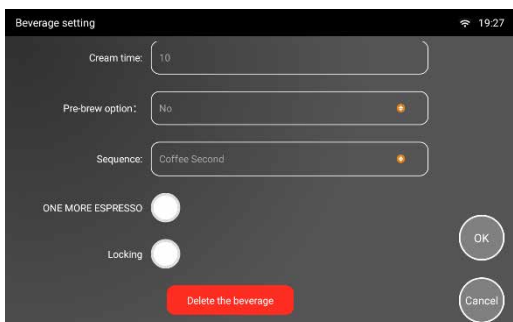 Beverage setting 19:27
Cream time: 10
Pre-brew option: No
Sequence: Coffee Second
ONE MORE ESPRESSO
OK
Locking
Delete the beverage
Cancel